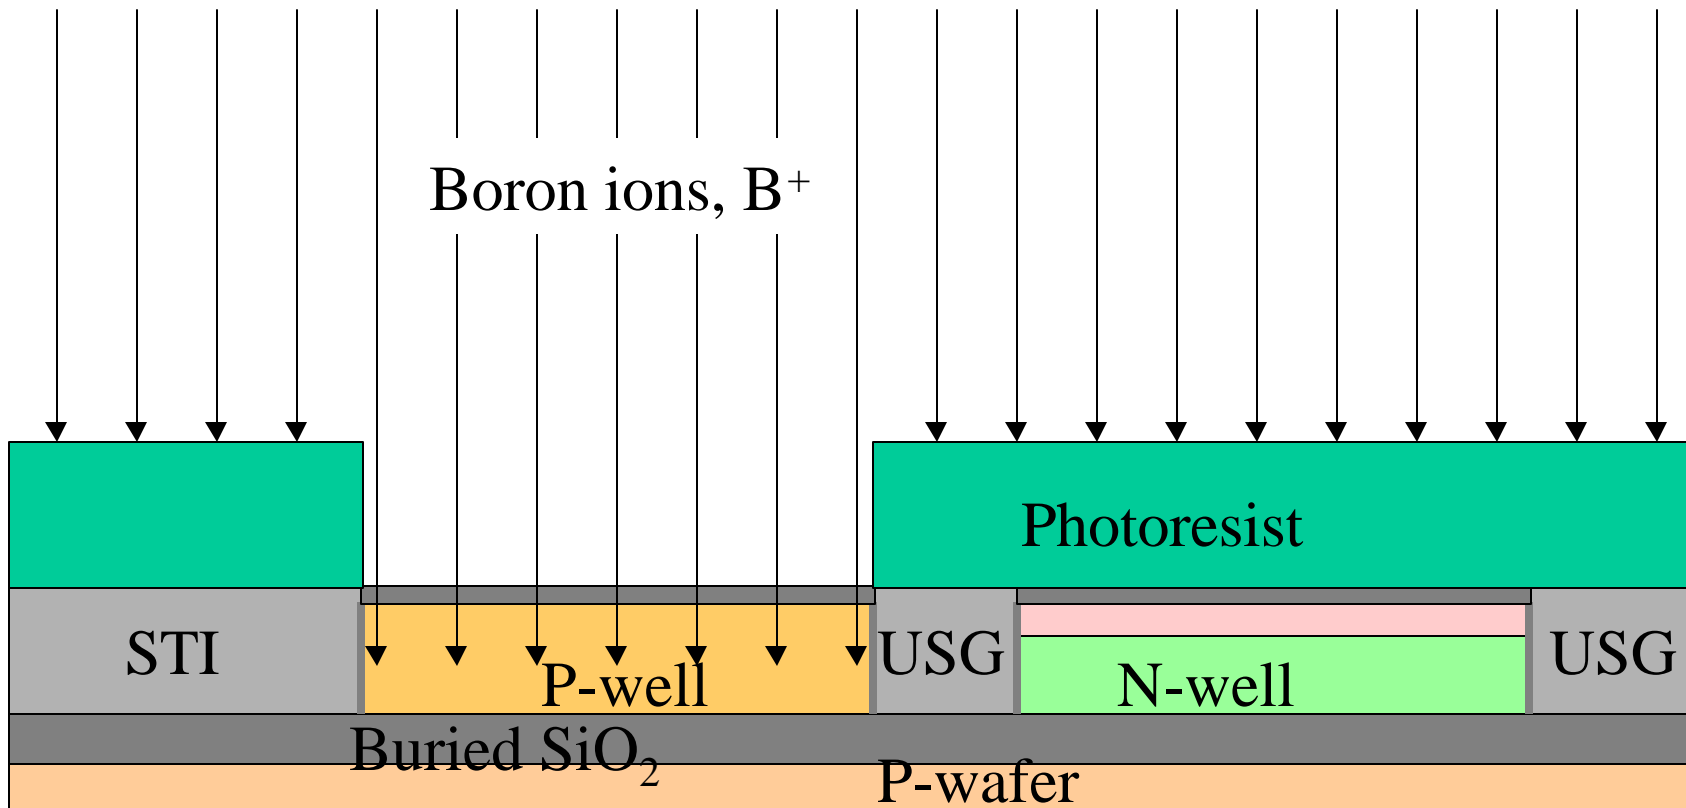 Boron ions, B⁺
Photoresist
STI
P-well
USG
N-well
USG
Buried SiO₂
P-wafer